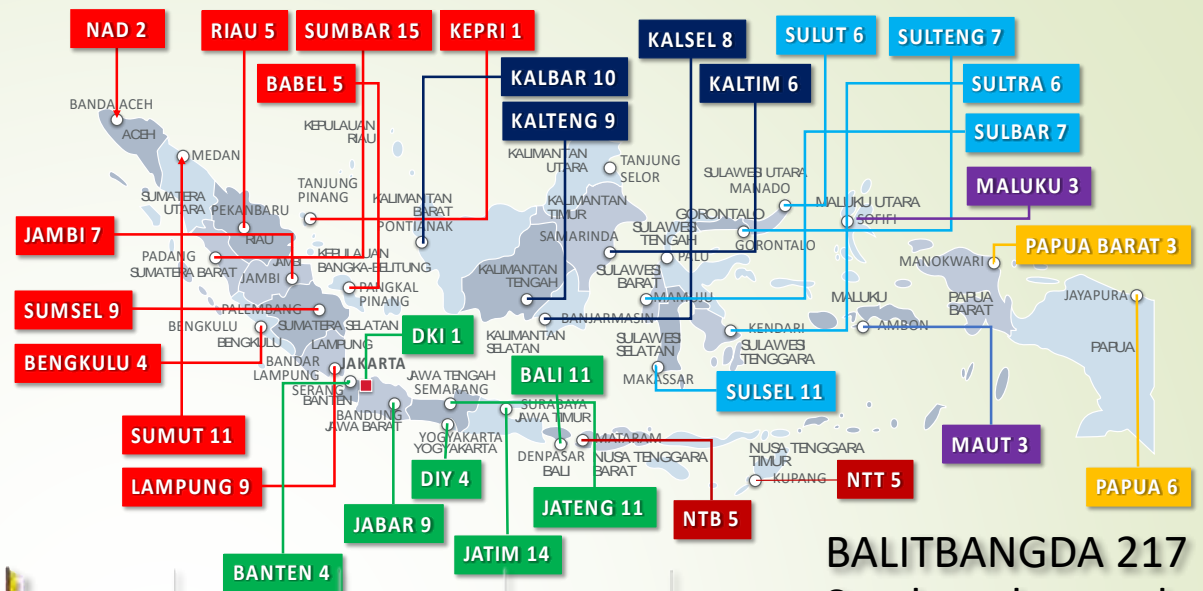 NAD 2
RIAU 5
SUMBAR 15
KEPRI 1
KALSEL 8
SULUT 6
SULTENG 7
BABEL 5
KALBAR 10
KALTIM 6
SULTRA 6
KALTENG 9
SULBAR 7
BANDA ACEH
ACEH
KEPULAUAN
RIAU
KALIMANTAN
UTARA
TANJUNG
SELOR
MEDAN
SULAWESI UTARA
MANADO
MALUKU 3
TANJUNG
PINANG
SUMATERA
UTARA
KALIMANTAN
BARAT
PONTIANAK
KALIMANTAN
TIMUR
MALUKU UTARA
SOFIFI
PEKANBARU
RIAU
GORONTALO
GORONTALO
JAMBI 7
SAMARINDA
SULAWESI
TENGAH
PALU
PAPUA BARAT 3
PADANG
SUMATERA BARAT
KEPULAUAN
BANGKA-BELITUNG
MANOKWARI
JAMBI
JAMBI
KALIMANTAN
TENGAH
SULAWESI
BARAT
MAMUJU
PANGKAL
PINANG
MALUKU
PAPUA
BARAT
JAYAPURA
SUMSEL 9
PALEMBANG
SUMATERA SELATAN
BENGKULU
BENGKULU
DKI 1
BANJARMASIN
KALIMANTAN
SELATAN
KENDARI
SULAWESI
TENGGARA
AMBON
PAPUA
BENGKULU 4
LAMPUNG
BANDAR
LAMPUNG
JAKARTA
SERANG
BANTEN
JAWA TENGAH
SEMARANG
BALI 11
SULAWESI
SELATAN
MAKASSAR
SULSEL 11
BANDUNG
JAWA BARAT
SURABAYA
JAWA TIMUR
SUMUT 11
YOGYAKARTA
YOGYAKARTA
DENPASAR
BALI
MATARAM
NUSA TENGGARA
BARAT
NUSA TENGGARA
TIMUR
KUPANG
MAUT 3
LAMPUNG 9
DIY 4
JATENG 11
NTB 5
NTT 5
PAPUA 6
JABAR 9
JATIM 14
BANTEN 4
BALITBANGDA 217